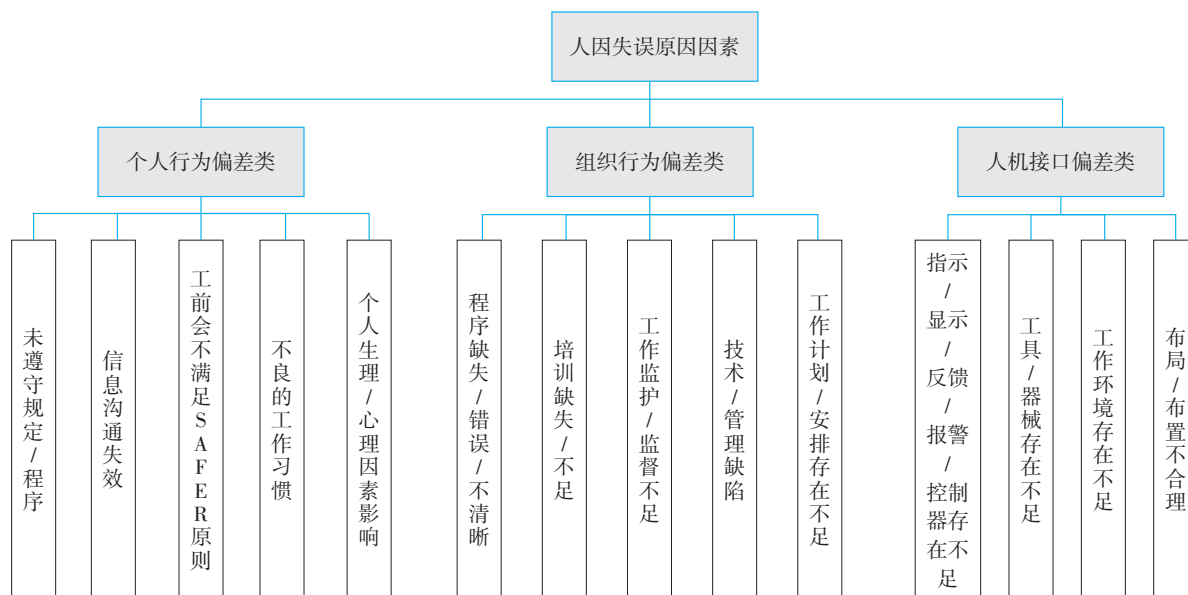 人因失误原因因素
个人行为偏差类
组织行为偏差类
人机接口偏差类
未遵守规定/程序
信息沟通失效
工前会不满足SAFER原则
不良的工作习惯
个人生理/心理因素影响
程序缺失/错误/不清晰
培训缺失/不足
工作监护/监督不足
技术/管理缺陷
工作计划/安排存在不足
指示
/
显示
/
反馈
/
报警
/
控制
器存
在不
足
工具/器械存在不足
工作环境存在不足
布局/布置不合理